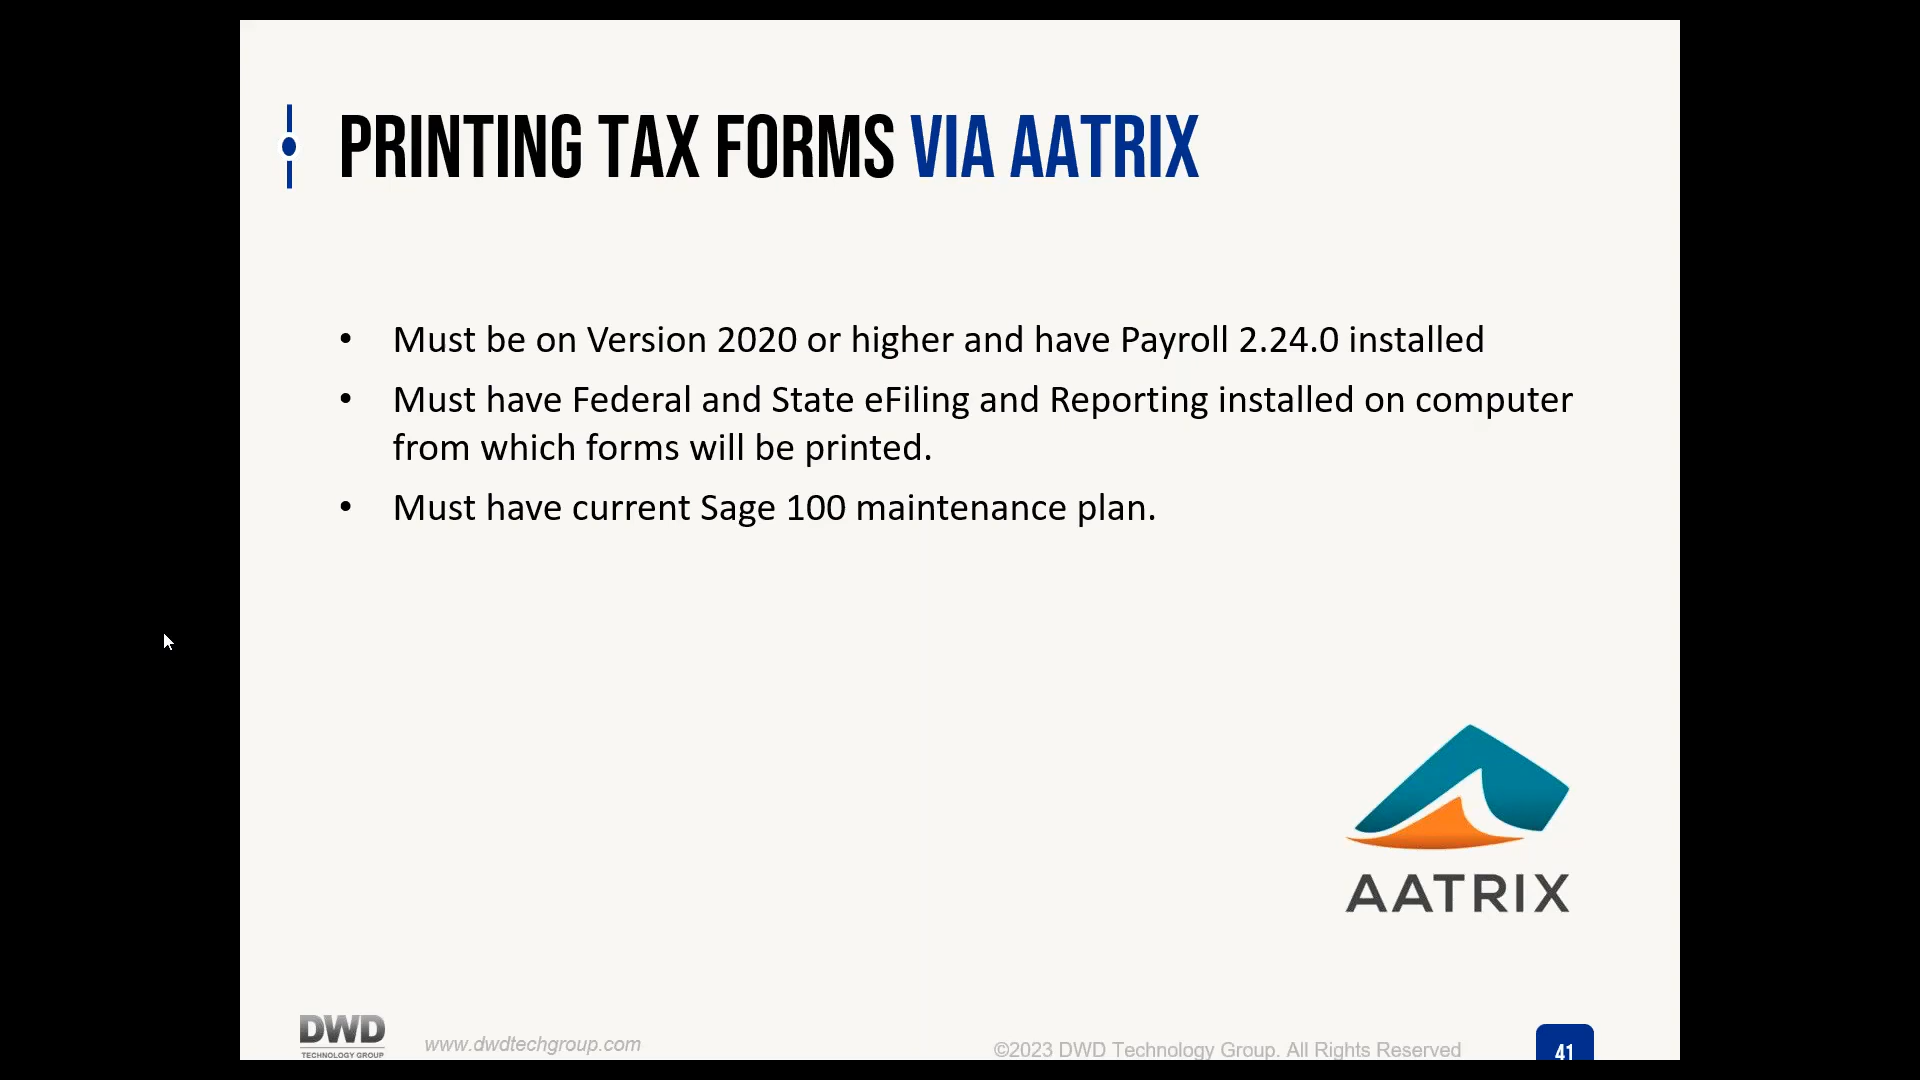 PRINTING TAX FORMS VIA AATRIX
• Must be on Version 2020 or higher and have Payroll 2.24.0 installed
• Must have Federal and State eFiling and Reporting installed on computer
from which forms will be printed.
• Must have current Sage 100 maintenance plan.
AATRIX
DWD
TECHNOLOGY GROUP
www.dwdtechgroup.com
©2023 DWD Technology Group. All Rights Reserved
41